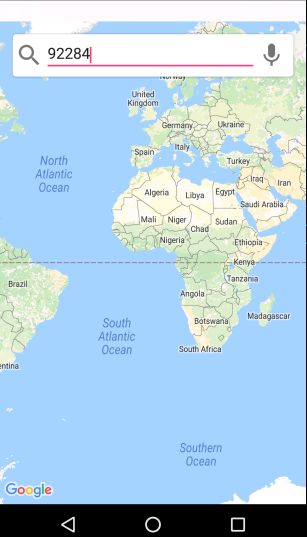 92284
Norway
United
Kingdom
Germany
Ukraine
Spain
Italy
Turkey
North
Atlantic
Ocean
Iraq
Iran
Algeria
Libya
Egypt
Saudi Arabia
Mali
Niger
Chad
Sudan
Nigeria
Ethiopia
Kenya
Brazil
Tanzania
Angola
South
Atlantic
Ocean
Botswana
Madagascar
South Africa
entina
Southern
Ocean
Google